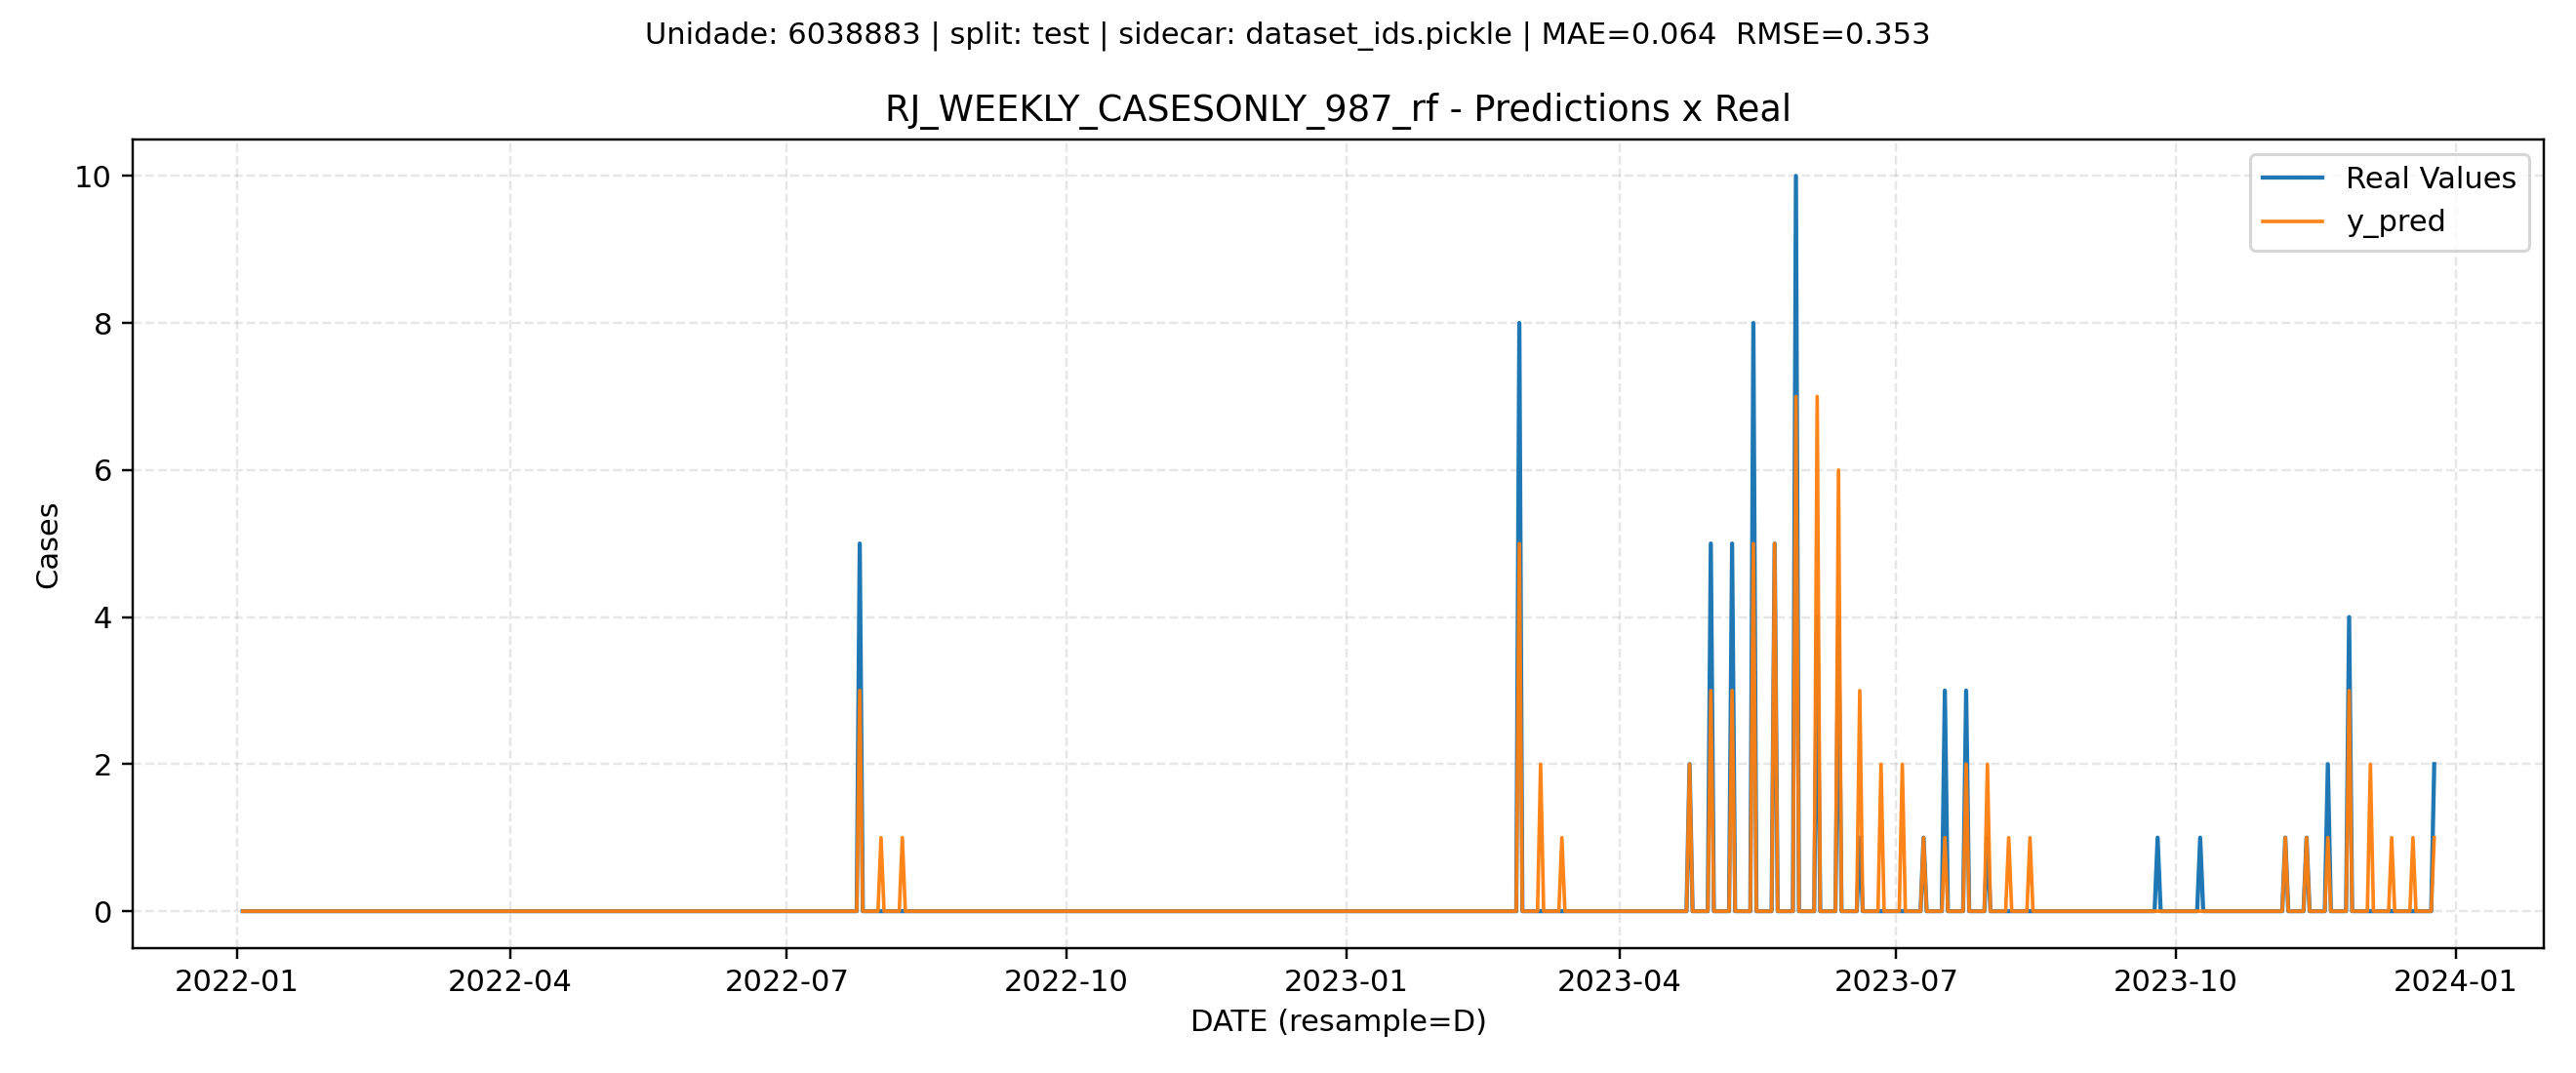 Unidade: 6038883 | split: test | sidecar: dataset_ids.pickle | MAE=0.064  RMSE=0.353
RJ_WEEKLY_CASESONLY_987_rf - Predictions x Real
Real Values
y_pred
10
8
6
4
2
0
Cases
2022-01
2022-04
2022-07
2022-10
2023-01
2023-04
2023-07
2023-10
2024-01
DATE (resample=D)